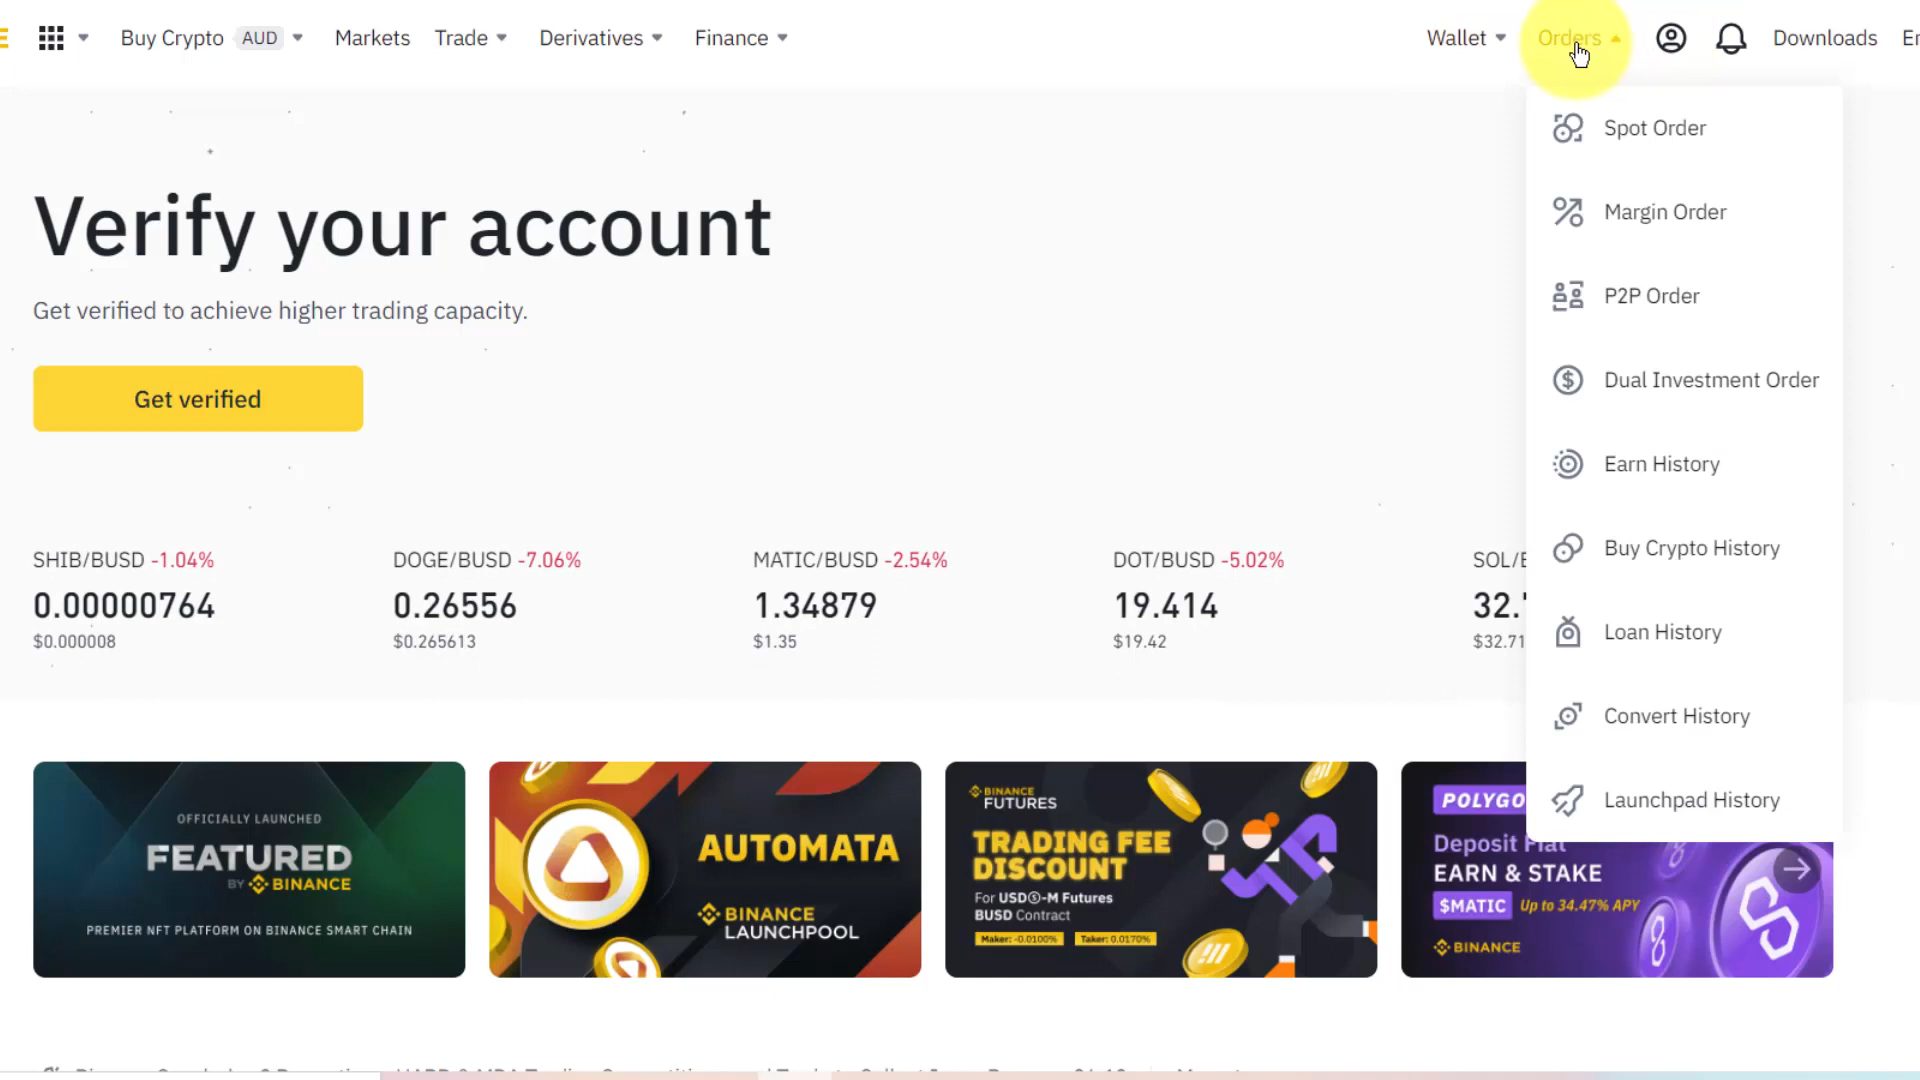 Buy Crypto AUD Markets Trade Derivatives Finance Wallet Orders Downloads
Spot Order
Margin Order
P2P Order
Dual Investment Order
Earn History
Buy Crypto History
Loan History
Convert History
Launchpad History
Verify your account
Get verified to achieve higher trading capacity.
Get verified
SHIB/BUSD -1.04%
0.00000764
$0.000008
DOGE/BUSD -7.06%
0.26556
$0.265613
MATIC/BUSD -2.54%
1.34879
$1.35
DOT/BUSD -5.02%
19.414
$19.42
SOL/
32.
$32.71
OFFICIALLY LAUNCHED
FEATURED
BY BINANCE
PREMIER NFT PLATFORM ON BINANCE SMART CHAIN
AUTOMATA
BINANCE
LAUNCHPOOL
BINANCE
FUTURES
TRADING FEE
DISCOUNT
For USDⓈ-M Futures
BUSD Contract
Maker: -0.0100% Taker: 0.0170%
POLYGO
Deposit Fiat
EARN & STAKE
$MATIC Up to 34.47% APY
BINANCE